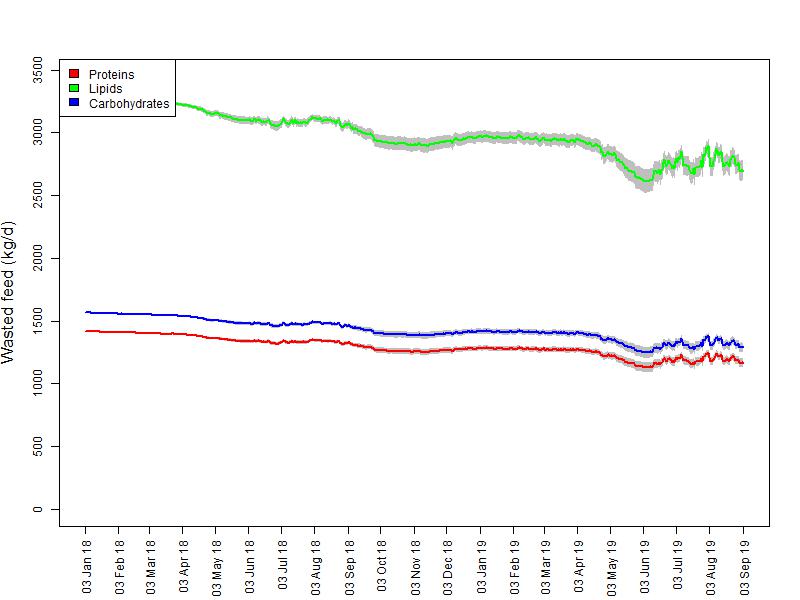 Proteins
Lipids
Carbohydrates
Wasted feed (kg/d)
3500
3000
2500
2000
1500
1000
500
0
03 Jan 18
03 Feb 18
03 Mar 18
03 Apr 18
03 May 18
03 Jun 18
03 Jul 18
03 Aug 18
03 Sep 18
03 Oct 18
03 Nov 18
03 Dec 18
03 Jan 19
03 Feb 19
03 Mar 19
03 Apr 19
03 May 19
03 Jun 19
03 Jul 19
03 Aug 19
03 Sep 19